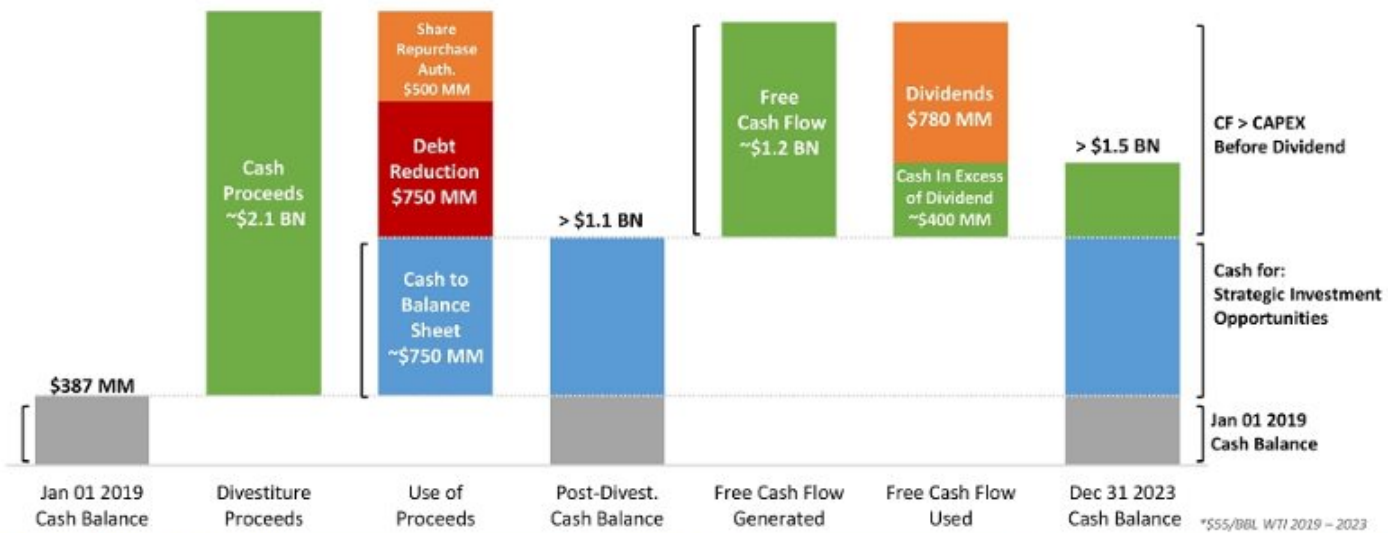 Share
Repurchase
Auth.
$500 MM
Debt
Reduction
$750 MM
Cash
Proceeds
~$2.1 BN
Cash to
Balance
Sheet
~$750 MM
$387 MM
> $1.1 BN
Free
Cash Flow
~$1.2 BN
Dividends
$780 MM
Cash In Excess
of Dividend
~$400 MM
> $1.5 BN
CF > CAPEX
Before Dividend
Cash for:
Strategic Investment
Opportunities
Jan 01 2019
Cash Balance
Jan 01 2019
Cash Balance
Divestiture
Proceeds
Use of
Proceeds
Post-Divest.
Cash Balance
Free Cash Flow
Generated
Free Cash Flow
Used
Dec 31 2023
Cash Balance
*$55/BBL WTI 2019 – 2023